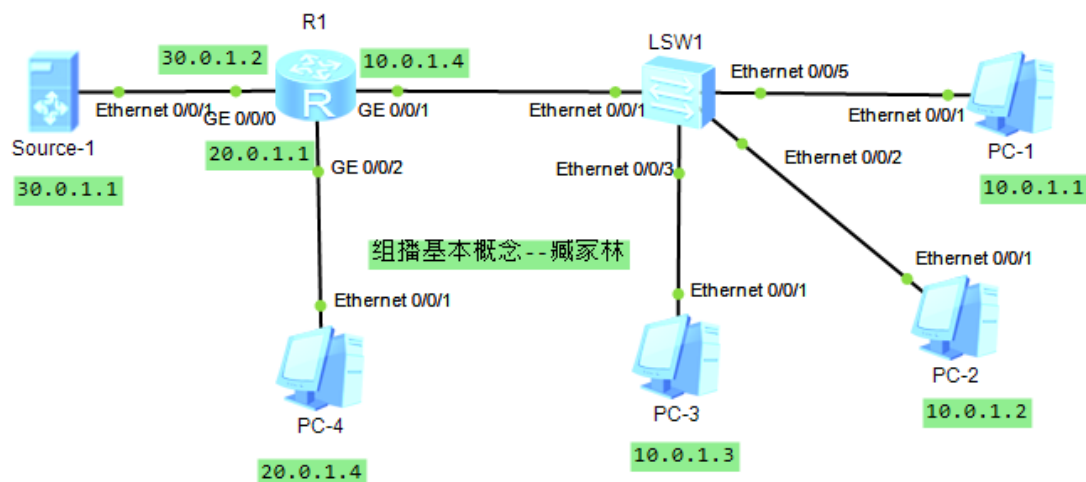 R1
LSW1
30.0.1.2
10.0.1.4
Ethernet 0/0/5
Ethernet 0/0/1
GE 0/0/0
GE 0/0/1
Ethernet 0/0/1
Ethernet 0/0/1
Source-1
20.0.1.1
GE 0/0/2
Ethernet 0/0/3
Ethernet 0/0/2
PC-1
30.0.1.1
10.0.1.1
组播基本概念--臧家林
Ethernet 0/0/1
Ethernet 0/0/1
Ethernet 0/0/1
PC-4
PC-3
PC-2
20.0.1.4
10.0.1.3
10.0.1.2